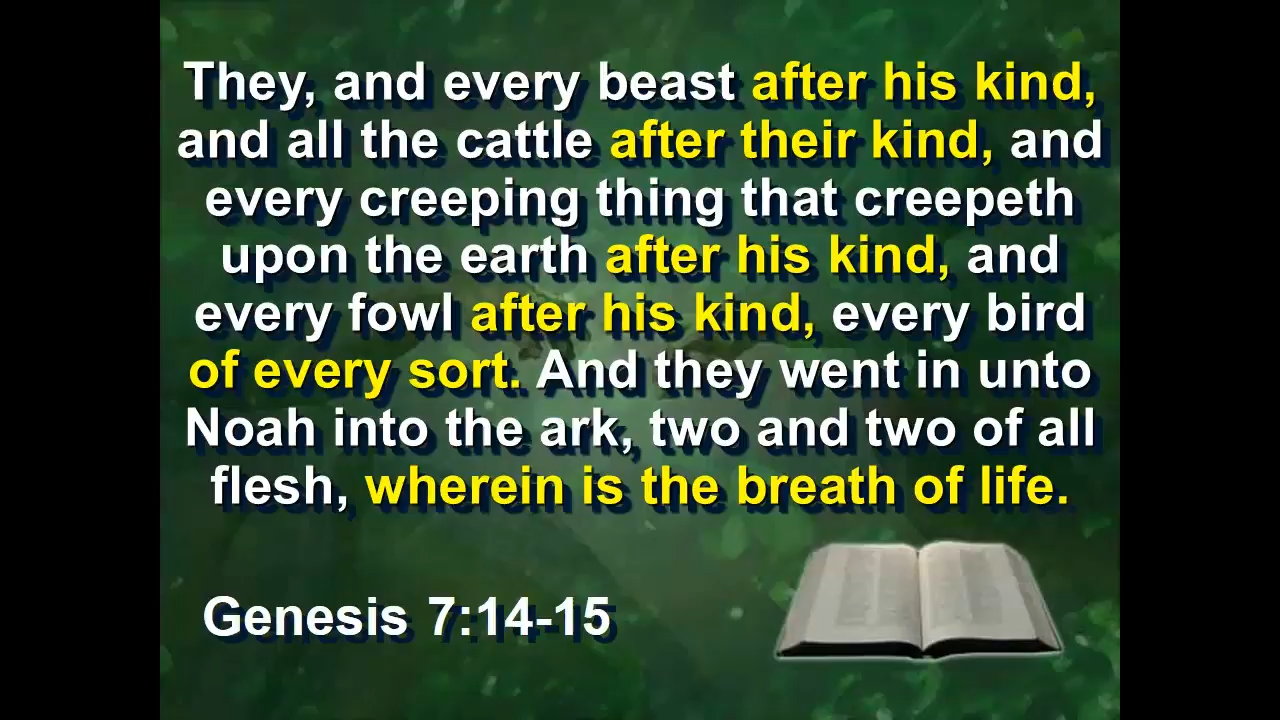 They, and every beast after his kind,
and all the cattle after their kind, and
every creeping thing that creepeth
upon the earth after his kind, and
every fowl after his kind, every bird
of every sort. And they went in unto
Noah into the ark, two and two of all
flesh, wherein is the breath of life.
Genesis 7:14-15